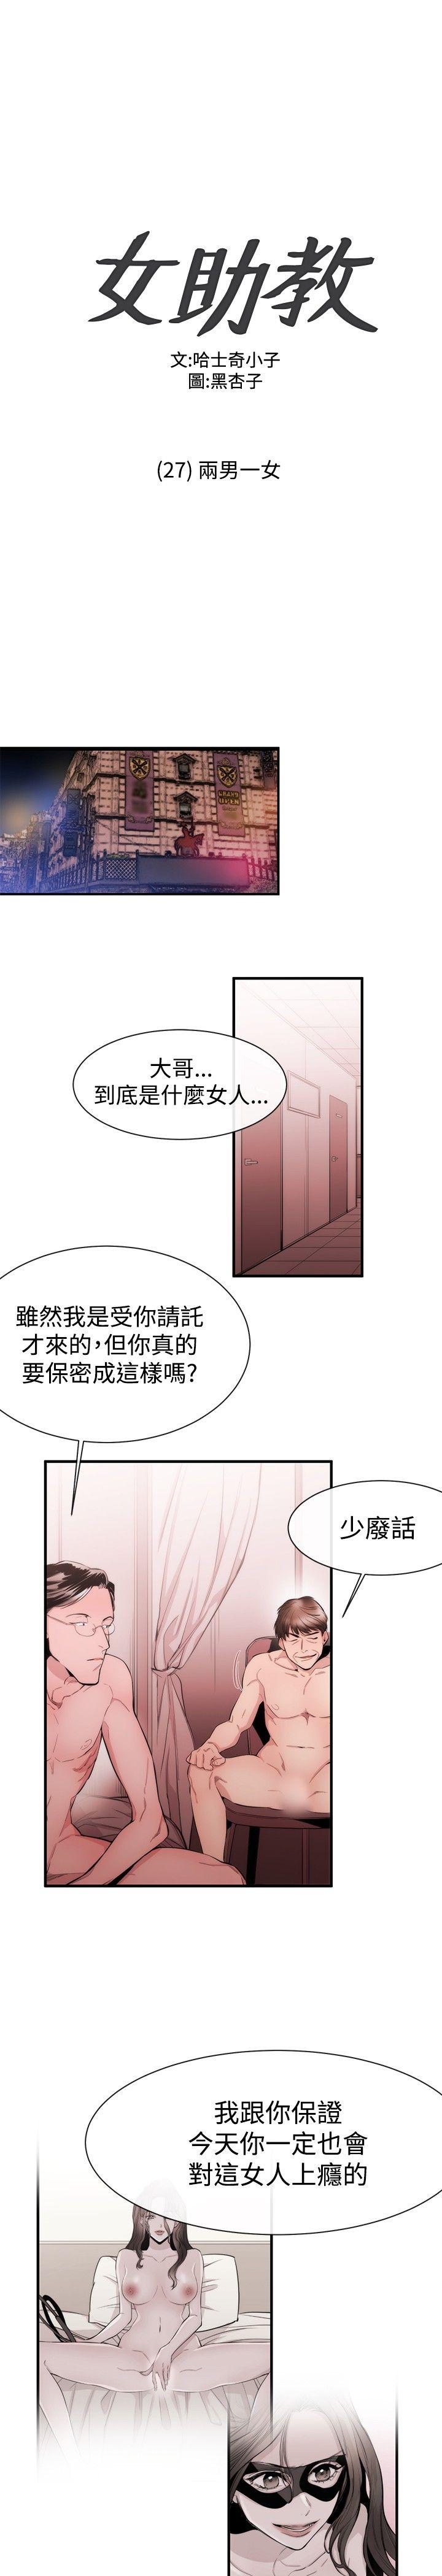 女助教
文:哈士奇小子
圖:黑杏子
(27) 兩男一女
GRAND
OPEN
大哥...
到底是什麼女人...
雖然我是受你請託
才來的,但你真的
要保密成這樣嗎?
少廢話
我跟你保證
今天你一定也會
對這女人上癮的